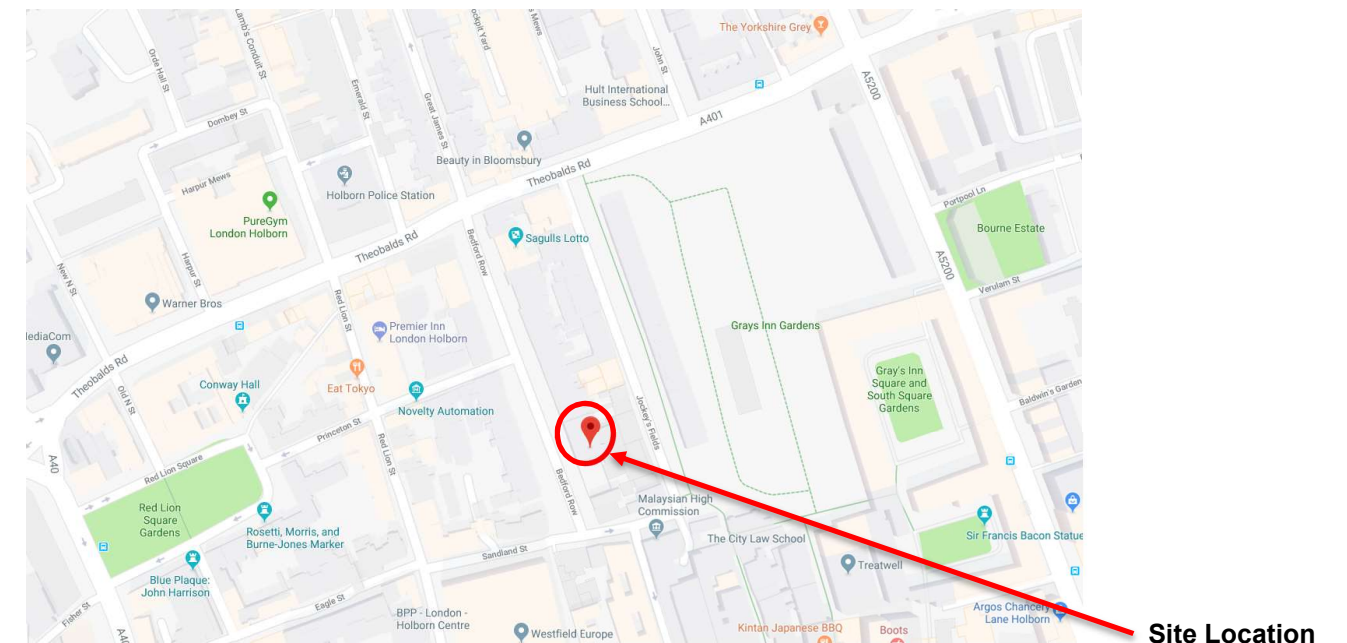 The Yorkshire Grey
Lamb's Conduit St
Orde Hall St
Emerald St
Great James St
Mews
John St
Hult International
Business School...
A5200
A401
Dombey St
Beauty in Bloomsbury
Theobalds Rd
Harpur Mews
Holborn Police Station
Portpool Ln
PureGym
London Holborn
Sagulls Lotto
Bourne Estate
Theobalds Rd
Bedford Row
A5200
New N St
Harpur St
Verulam St
Warner Bros
Red Lion St
Premier Inn
London Holborn
Grays Inn Gardens
lediaCom
Theobalds Rd
Old N St
Conway Hall
Eat Tokyo
Novelty Automation
Jockey's Fields
Gray's Inn
Square and
South Square
Gardens
Baldwin's Garden
Princeton St
Red Lion St
A40
Red Lion Square
Bedford Row
Red Lion
Square
Gardens
Rosetti, Morris, and
Burne-Jones Marker
Malaysian High
Commission
The City Law School
Sir Francis Bacon Statue
Sandland St
Treatwell
Blue Plaque:
John Harrison
Eagle St
Fisher St
A40
BPP - London -
Holborn Centre
Westfield Europe
Kintan Japanese BBQ
Boots
Argos Chancery
Lane Holborn
Site Location